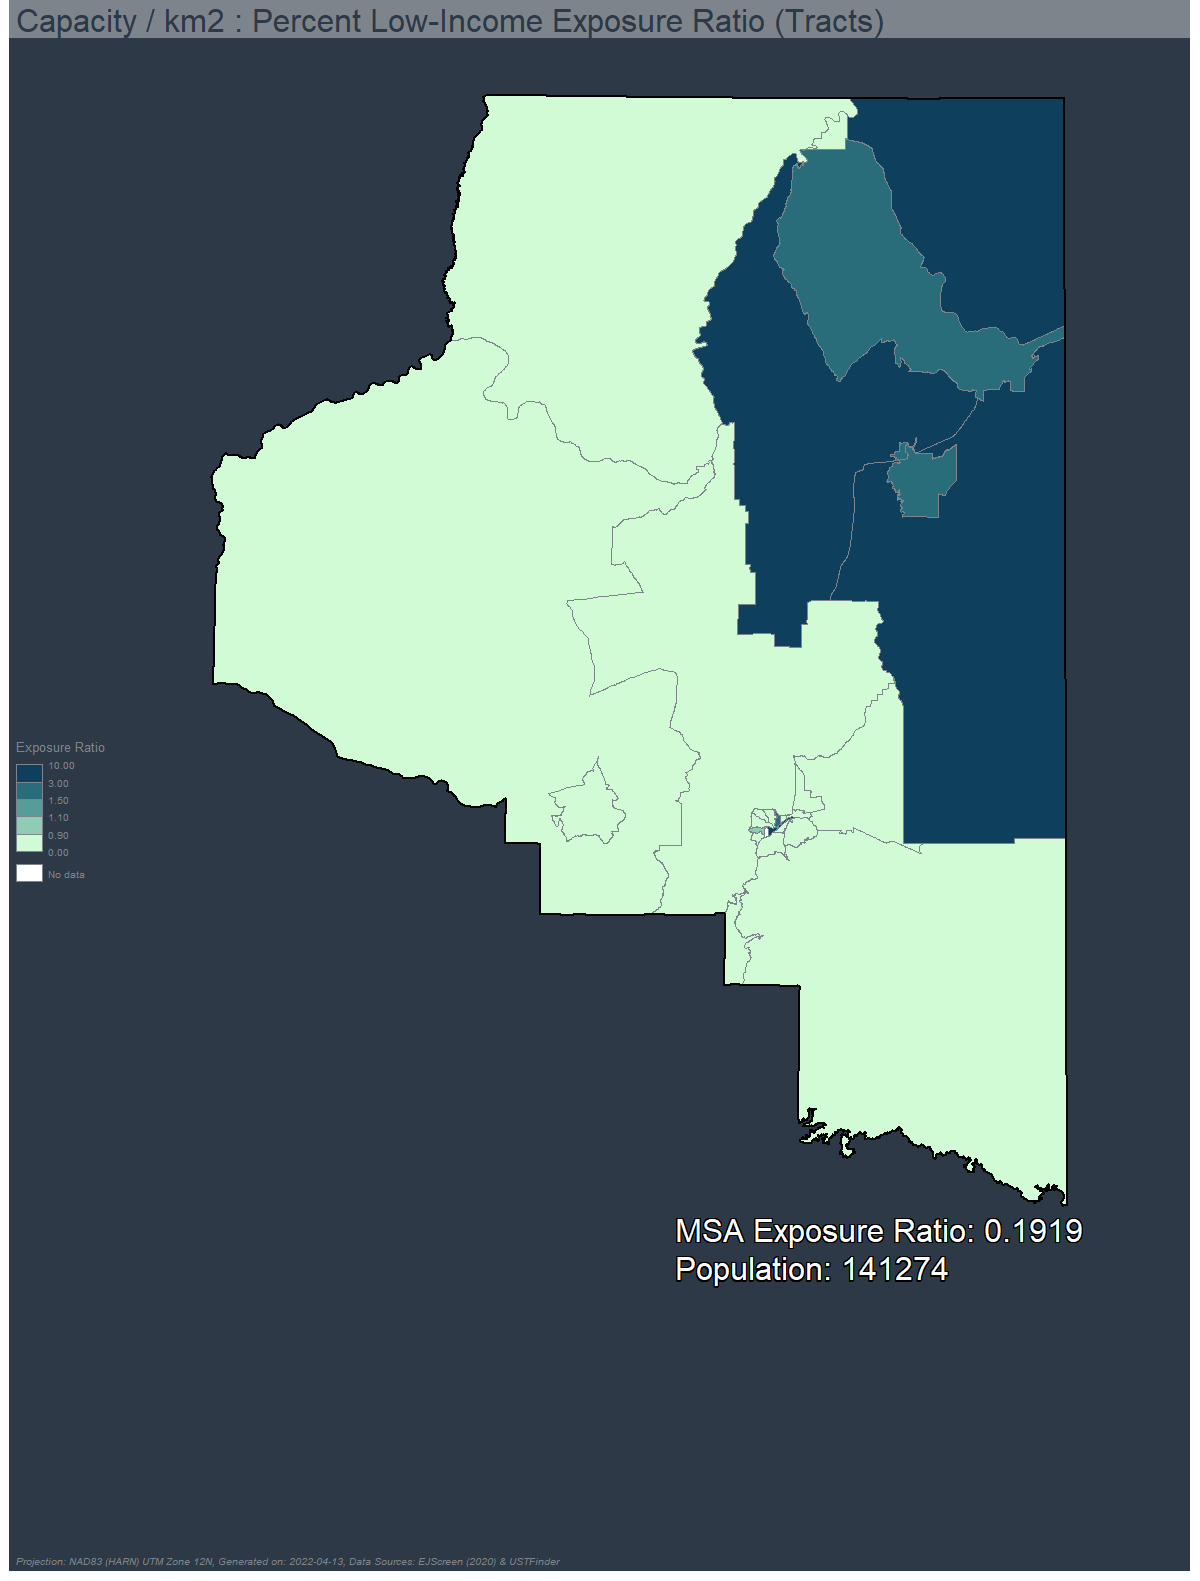 Capacity / km2 : Percent Low-Income Exposure Ratio (Tracts)
Exposure Ratio
10.00
3.00
1.50
1.10
0.90
0.00
No data
MSA Exposure Ratio: 0.1919
Population: 141274
Projection: NAD83 (HARN) UTM Zone 12N, Generated on: 2022-04-13, Data Sources: EJScreen (2020) & USTFinder